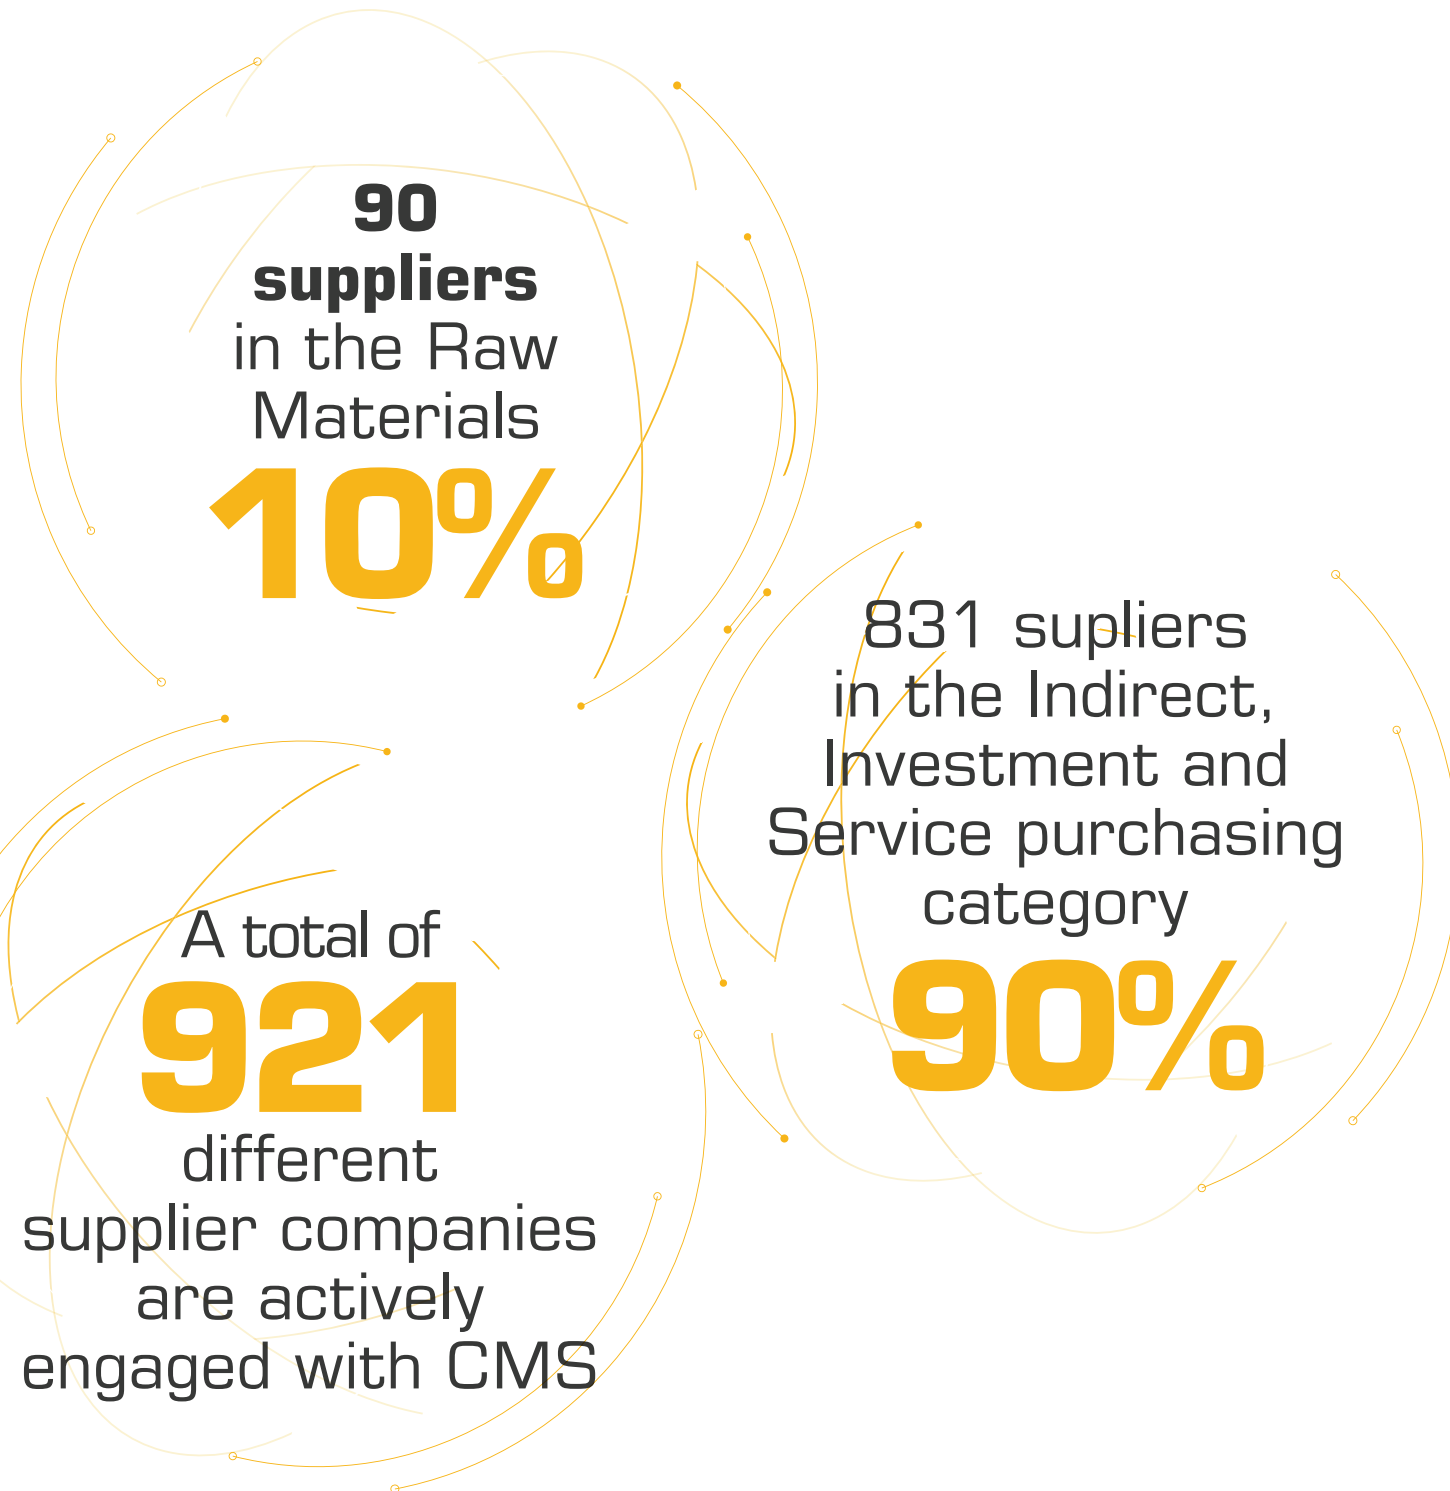 90
suppliers
in the Raw
Materials
10%
831 supliers
in the Indirect,
Investment and
Service purchasing
category
90%
A total of
921
different
supplier companies
are actively
engaged with CMS